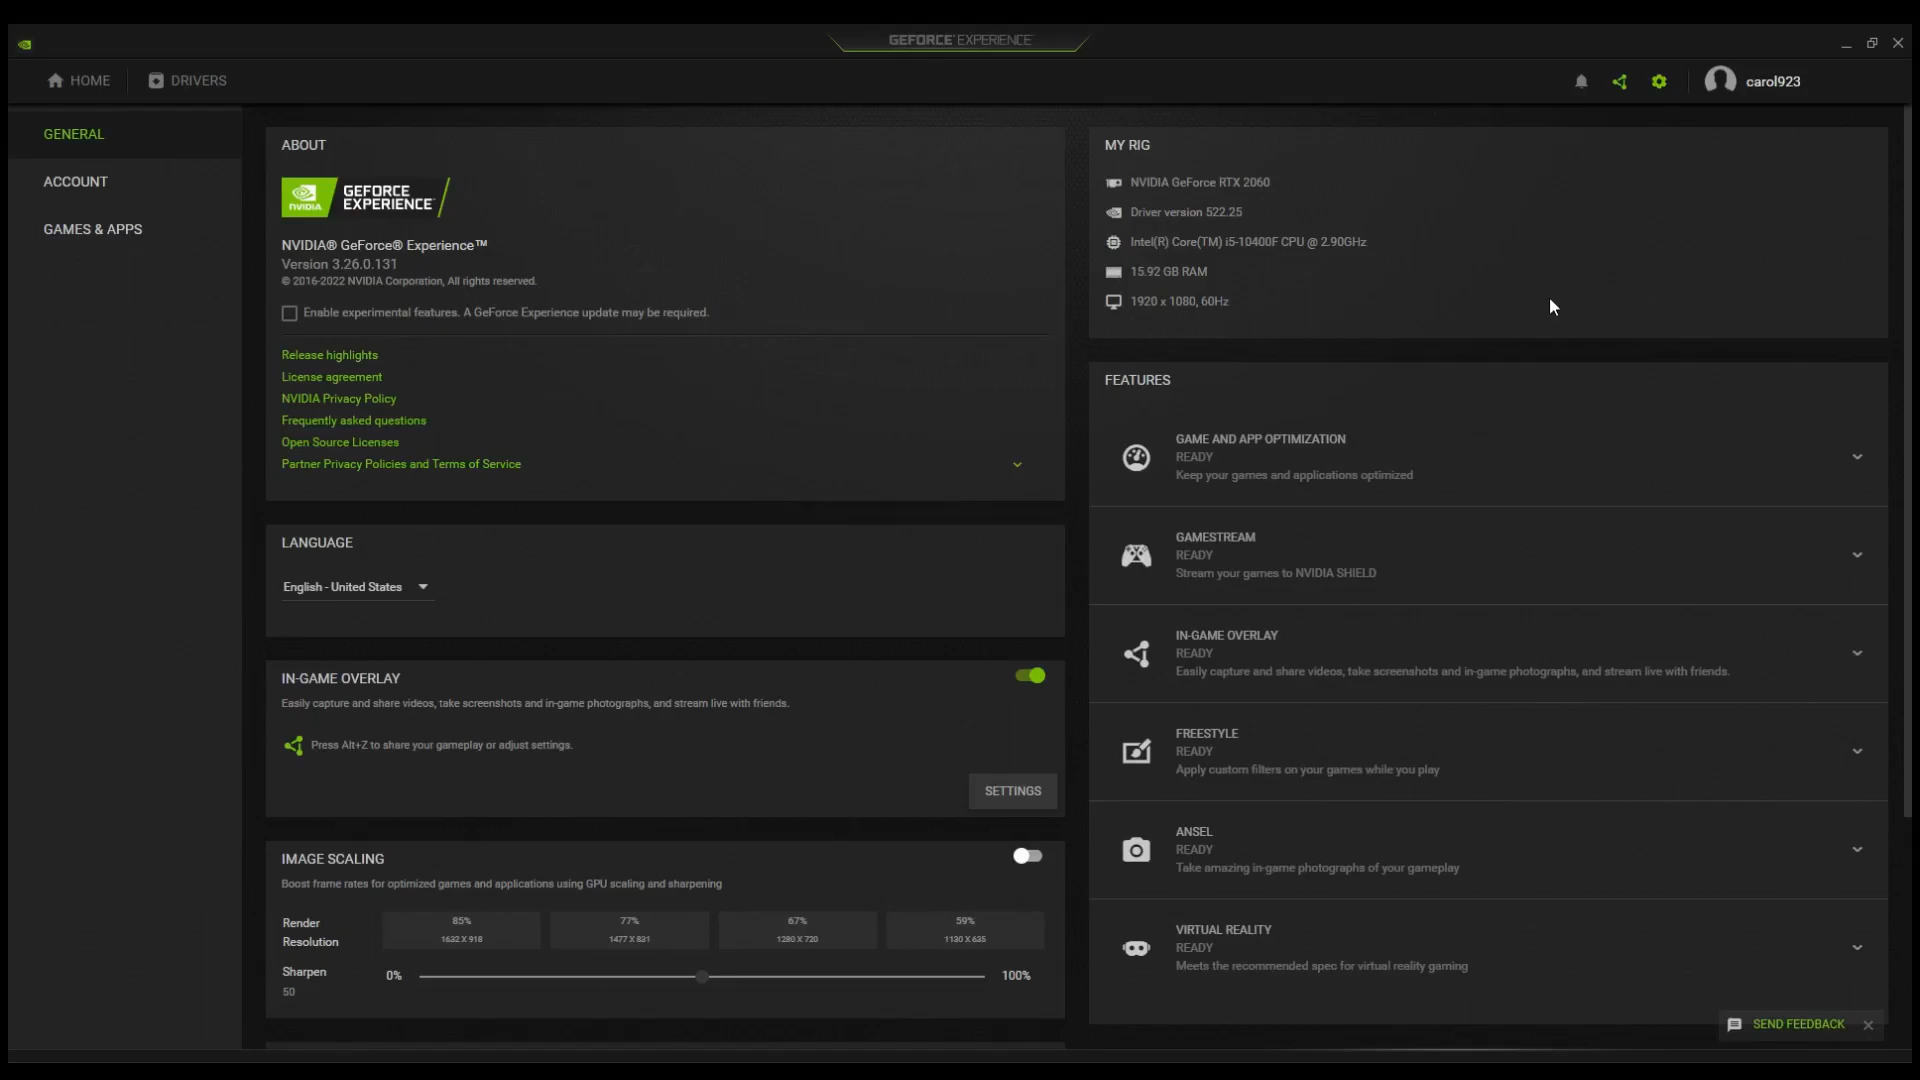 GEFORCE EXPERIENCE
HOME
DRIVERS
carol923
GENERAL
ACCOUNT
GAMES & APPS
ABOUT
NVIDIA
GEFORCE
EXPERIENCE
NVIDIA® GeForce® Experience™
Version 3.26.0.131
© 2016-2022 NVIDIA Corporation, All rights reserved.
Enable experimental features. A GeForce Experience update may be required.
Release highlights
License agreement
NVIDIA Privacy Policy
Frequently asked questions
Open Source Licenses
Partner Privacy Policies and Terms of Service
LANGUAGE
English - United States
IN-GAME OVERLAY
Easily capture and share videos, take screenshots and in-game photographs, and stream live with friends.
Press Alt+Z to share your gameplay or adjust settings.
SETTINGS
IMAGE SCALING
Boost frame rates for optimized games and applications using GPU scaling and sharpening
Render
Resolution
85%
1632 X 918
77%
1477 X 831
67%
1280 X 720
59%
1130 X 635
Sharpen
50
0%
100%
MY RIG
NVIDIA GeForce RTX 2060
Driver version 522.25
Intel(R) Core(TM) i5-10400F CPU @ 2.90GHz
15.92 GB RAM
1920 x 1080, 60Hz
FEATURES
GAME AND APP OPTIMIZATION
READY
Keep your games and applications optimized
GAMESTREAM
READY
Stream your games to NVIDIA SHIELD
IN-GAME OVERLAY
READY
Easily capture and share videos, take screenshots and in-game photographs, and stream live with friends.
FREESTYLE
READY
Apply custom filters on your games while you play
ANSEL
READY
Take amazing in-game photographs of your gameplay
VIRTUAL REALITY
READY
Meets the recommended spec for virtual reality gaming
SEND FEEDBACK